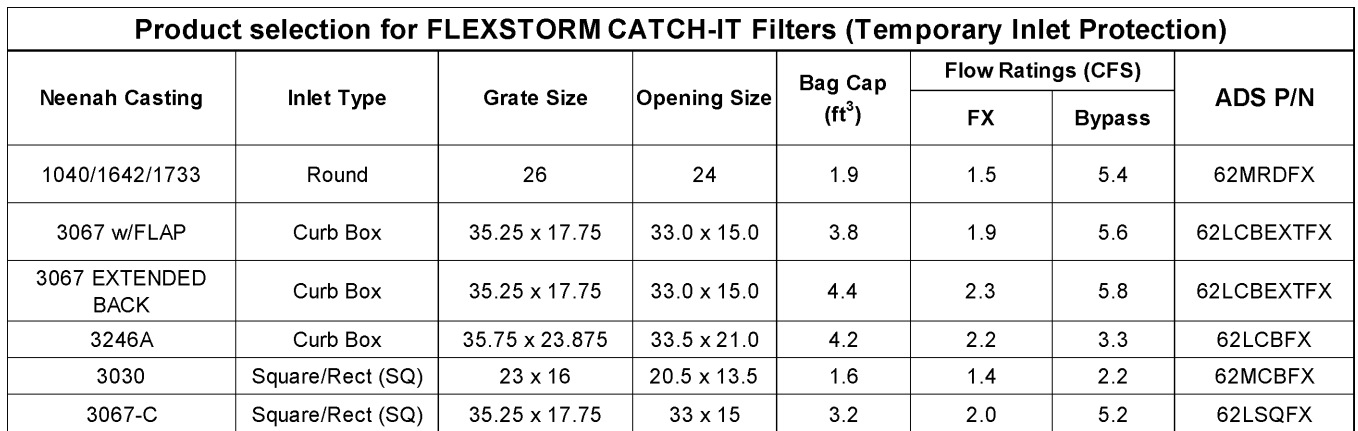 Product selection for FLEXSTORM CATCH-IT Filters (Temporary Inlet Protection)
Neenah Casting Inlet Type Grate Size Opening Size Bag Cap (ft³) Flow Ratings (CFS) ADS P/N
FX Bypass
1040/1642/1733 Round 26 24 1.9 1.5 5.4 62MRDFX
3067 w/FLAP Curb Box 35.25 x 17.75 33.0 x 15.0 3.8 1.9 5.6 62LCBEXTFX
3067 EXTENDED BACK Curb Box 35.25 x 17.75 33.0 x 15.0 4.4 2.3 5.8 62LCBEXTFX
3246A Curb Box 35.75 x 23.875 33.5 x 21.0 4.2 2.2 3.3 62LCBFX
3030 Square/Rect (SQ) 23 x 16 20.5 x 13.5 1.6 1.4 2.2 62MCBFX
3067-C Square/Rect (SQ) 35.25 x 17.75 33 x 15 3.2 2.0 5.2 62LSQFX